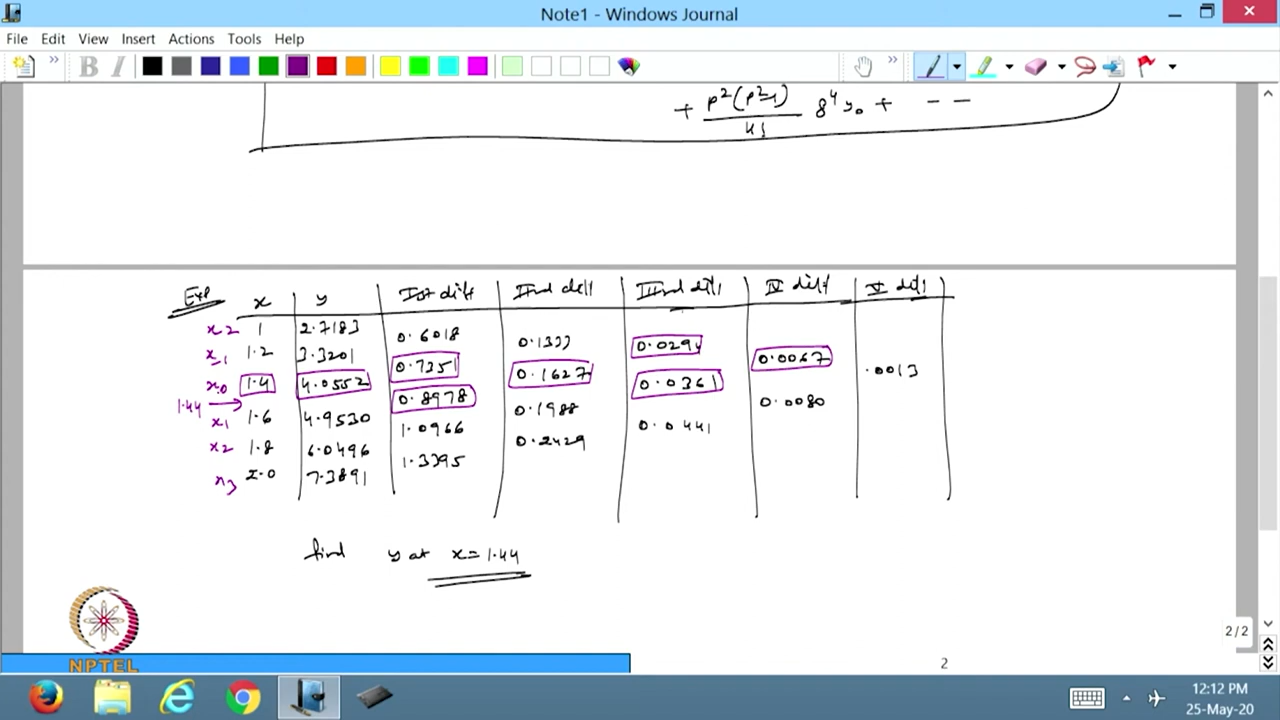 Note1 - Windows Journal
File Edit View Insert Actions Tools Help
+ p²(p²-1) / 4! δ⁴y₀ + - -
Exp x y Ist diff IInd diff IIIrd diff IV diff V diff
x-2 1 2.7183
0.6018
x-1 1.2 3.3201 0.1333
0.7351 0.0294
x0 1.4 4.0552 0.1627 0.0067
1.44 → 0.8978 0.0361 .0013
x1 1.6 4.9530 0.1988 0.0080
1.0966 0.0441
x2 1.8 6.0496 0.2429
1.3395
x3 2.0 7.3891
find y at x=1.44
NPTEL
2/2
2
12:12 PM
25-May-20